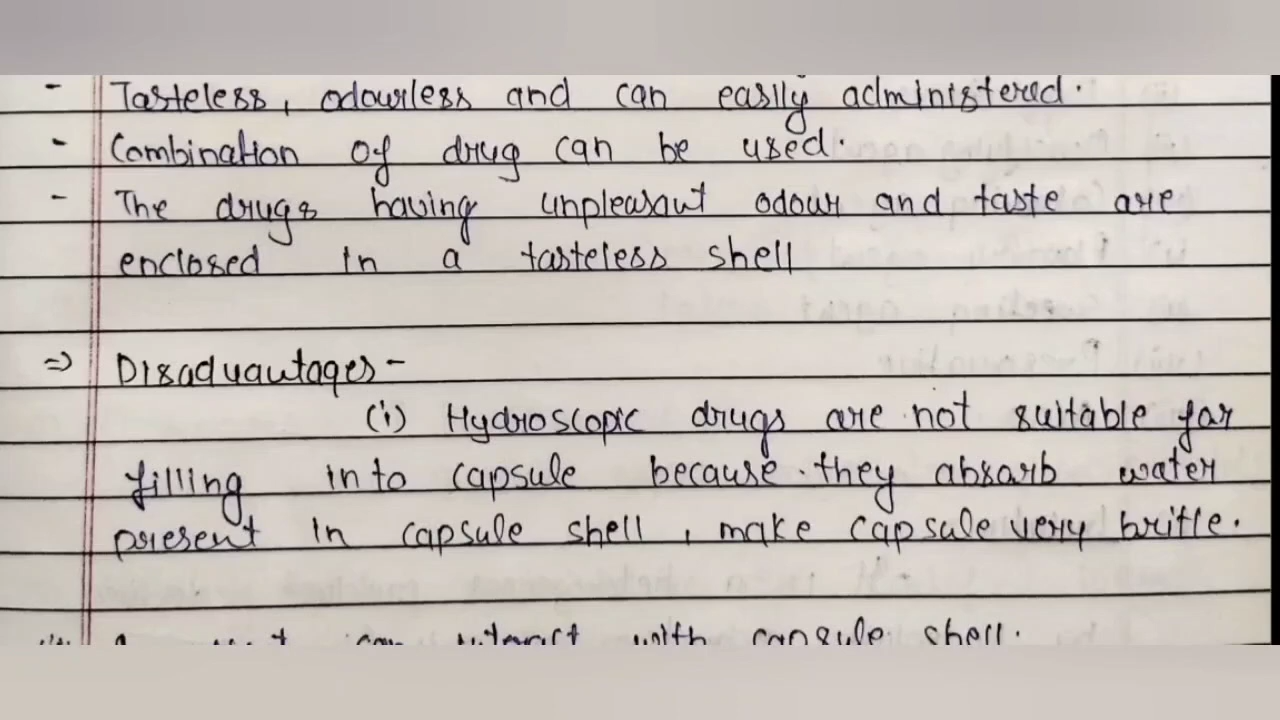 - Tasteless, odourless and can easily administered.
- Combination of drug can be used.
- The drugs having unpleasant odour and taste are
enclosed in a tasteless shell
⇒ Disadvantages -
(i) Hydroscopic drugs are not suitable for
filling into capsule because they absorb water
present in capsule shell, make capsule very brittle.
can interact with capsule shell.